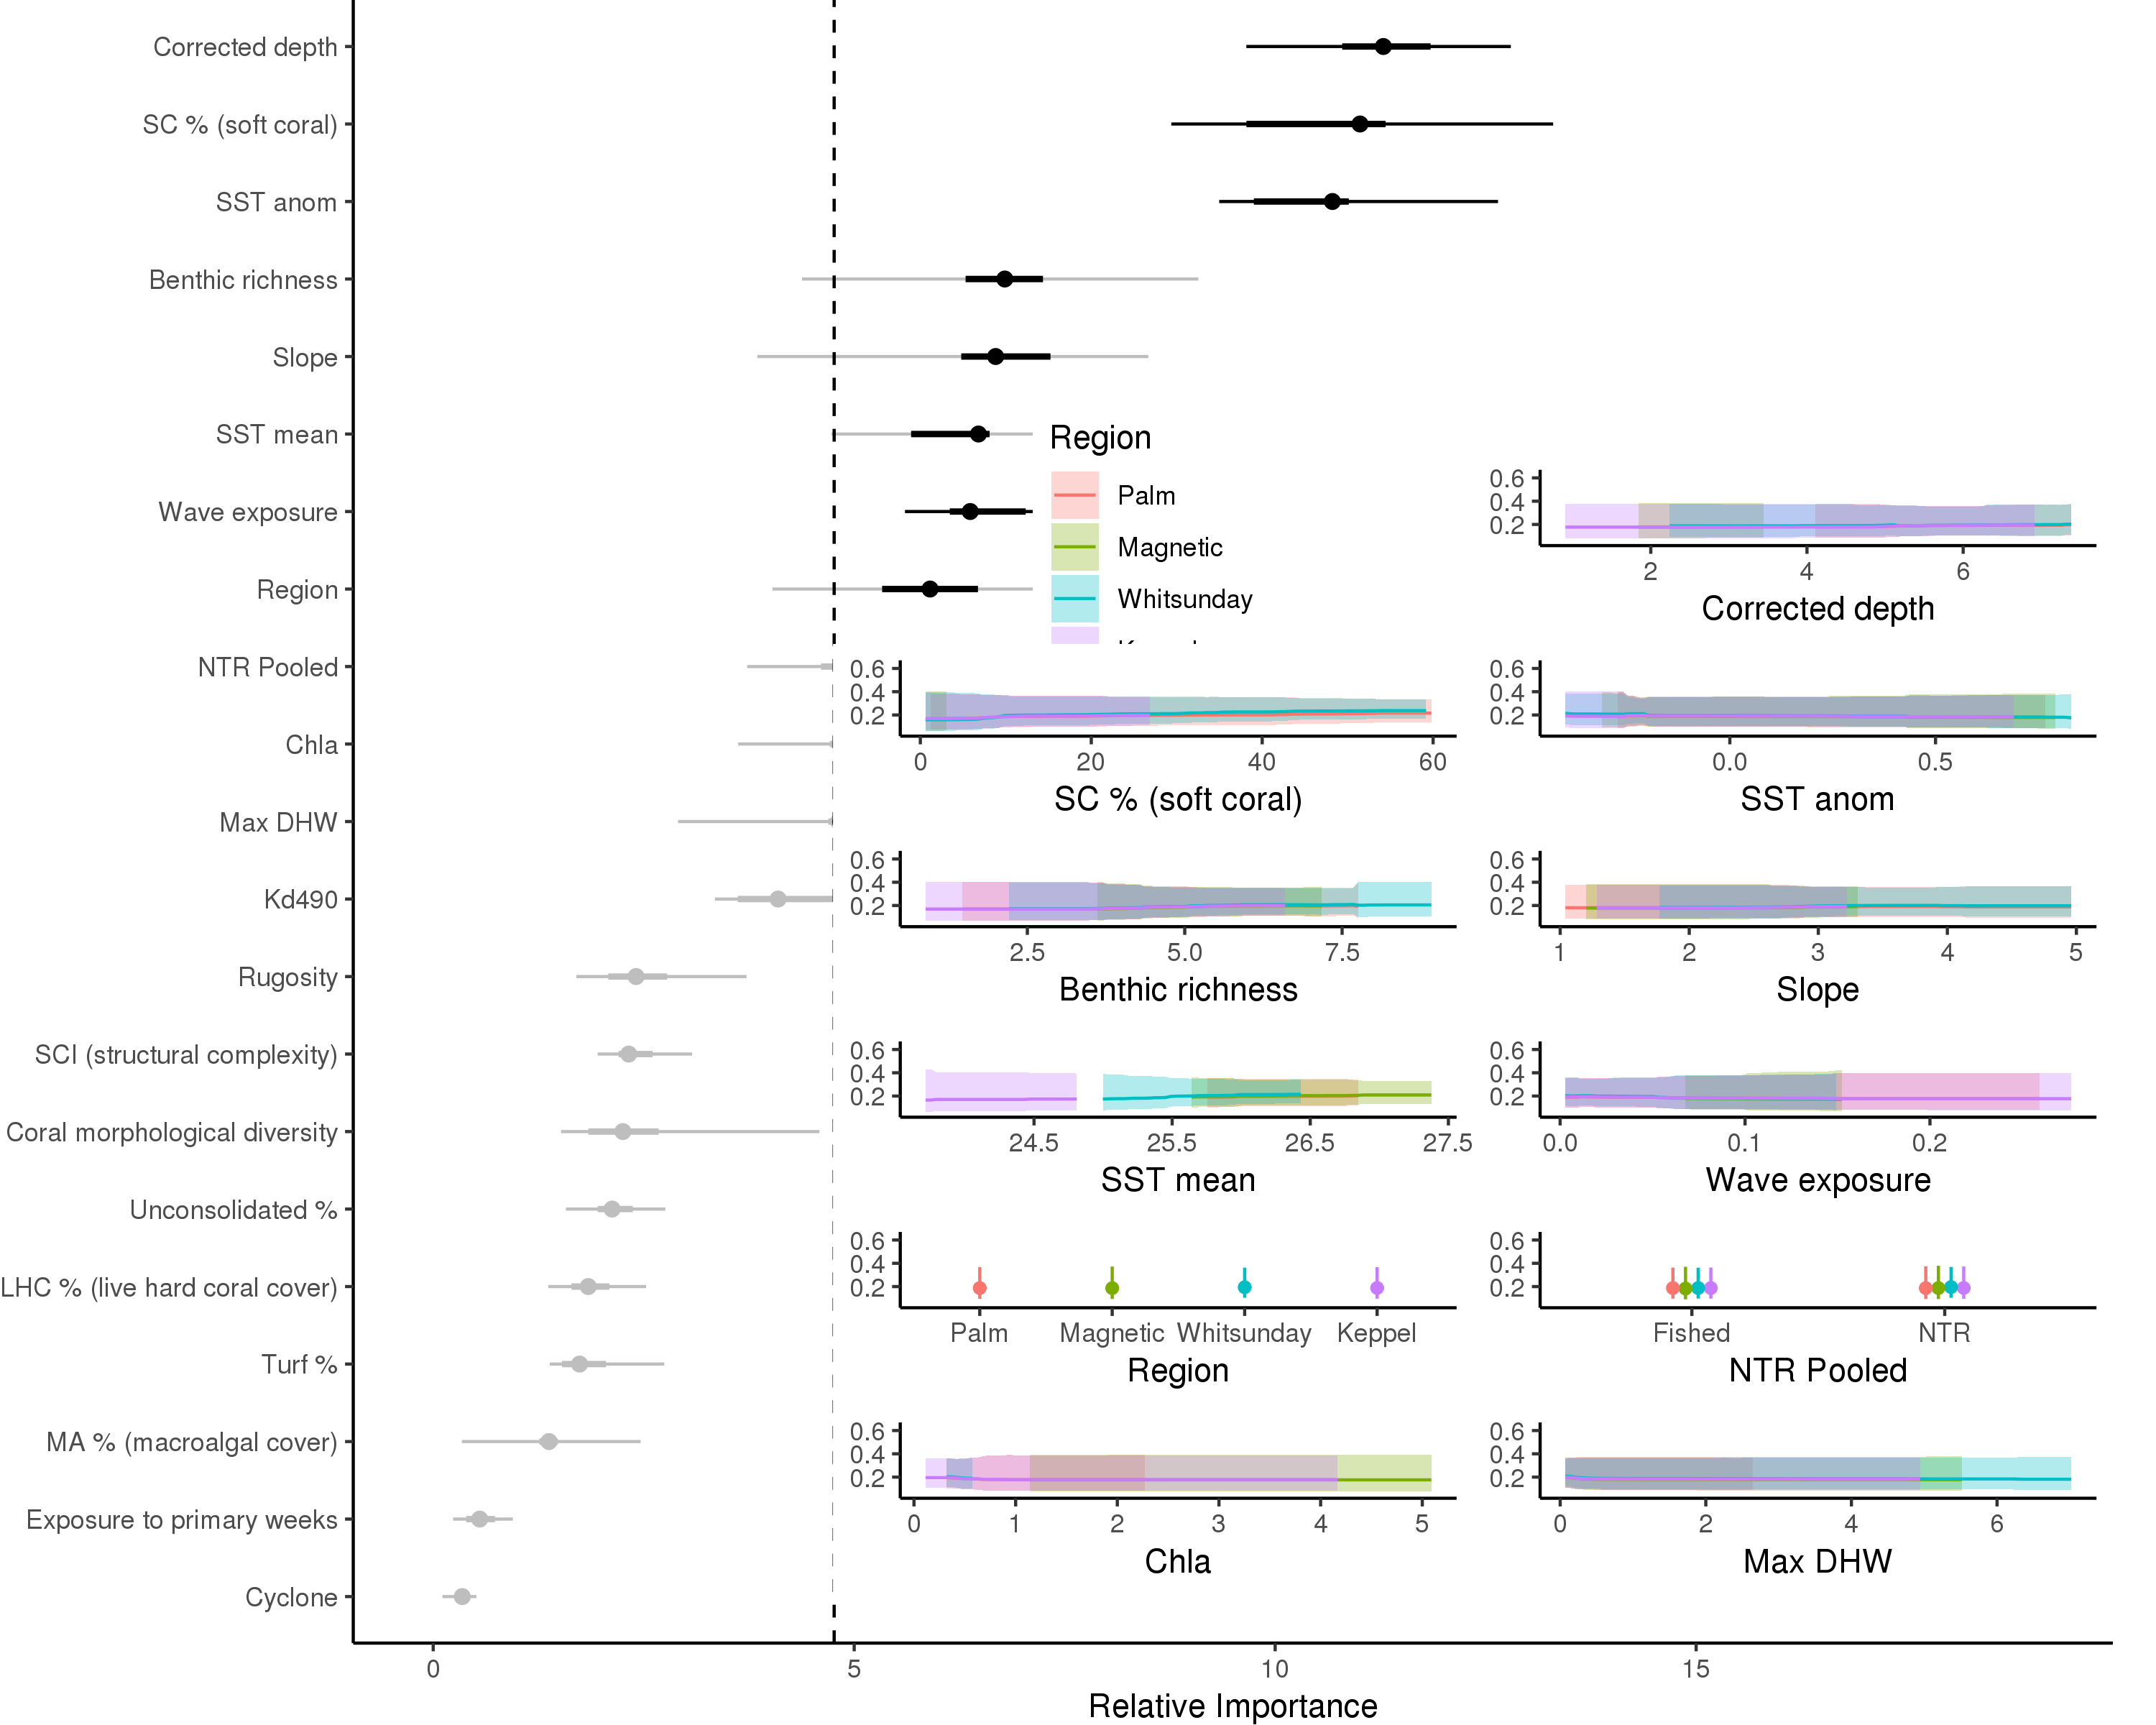 Corrected depth
SC % (soft coral)
SST anom
Benthic richness
Slope
SST mean
Wave exposure
Region
NTR Pooled
Chla
Max DHW
Kd490
Rugosity
SCI (structural complexity)
Coral morphological diversity
Unconsolidated %
LHC % (live hard coral cover)
Turf %
MA % (macroalgal cover)
Exposure to primary weeks
Cyclone
0 5 10 15
Relative Importance
Region
Palm
Magnetic
Whitsunday
0.6
0.4
0.2
2 4 6
Corrected depth
0.6
0.4
0.2
0 20 40 60
SC % (soft coral)
0.6
0.4
0.2
0.0 0.5
SST anom
0.6
0.4
0.2
2.5 5.0 7.5
Benthic richness
0.6
0.4
0.2
1 2 3 4 5
Slope
0.6
0.4
0.2
24.5 25.5 26.5 27.5
SST mean
0.6
0.4
0.2
0.0 0.1 0.2
Wave exposure
0.6
0.4
0.2
Palm Magnetic Whitsunday Keppel
Region
0.6
0.4
0.2
Fished NTR
NTR Pooled
0.6
0.4
0.2
0 1 2 3 4 5
Chla
0.6
0.4
0.2
0 2 4 6
Max DHW